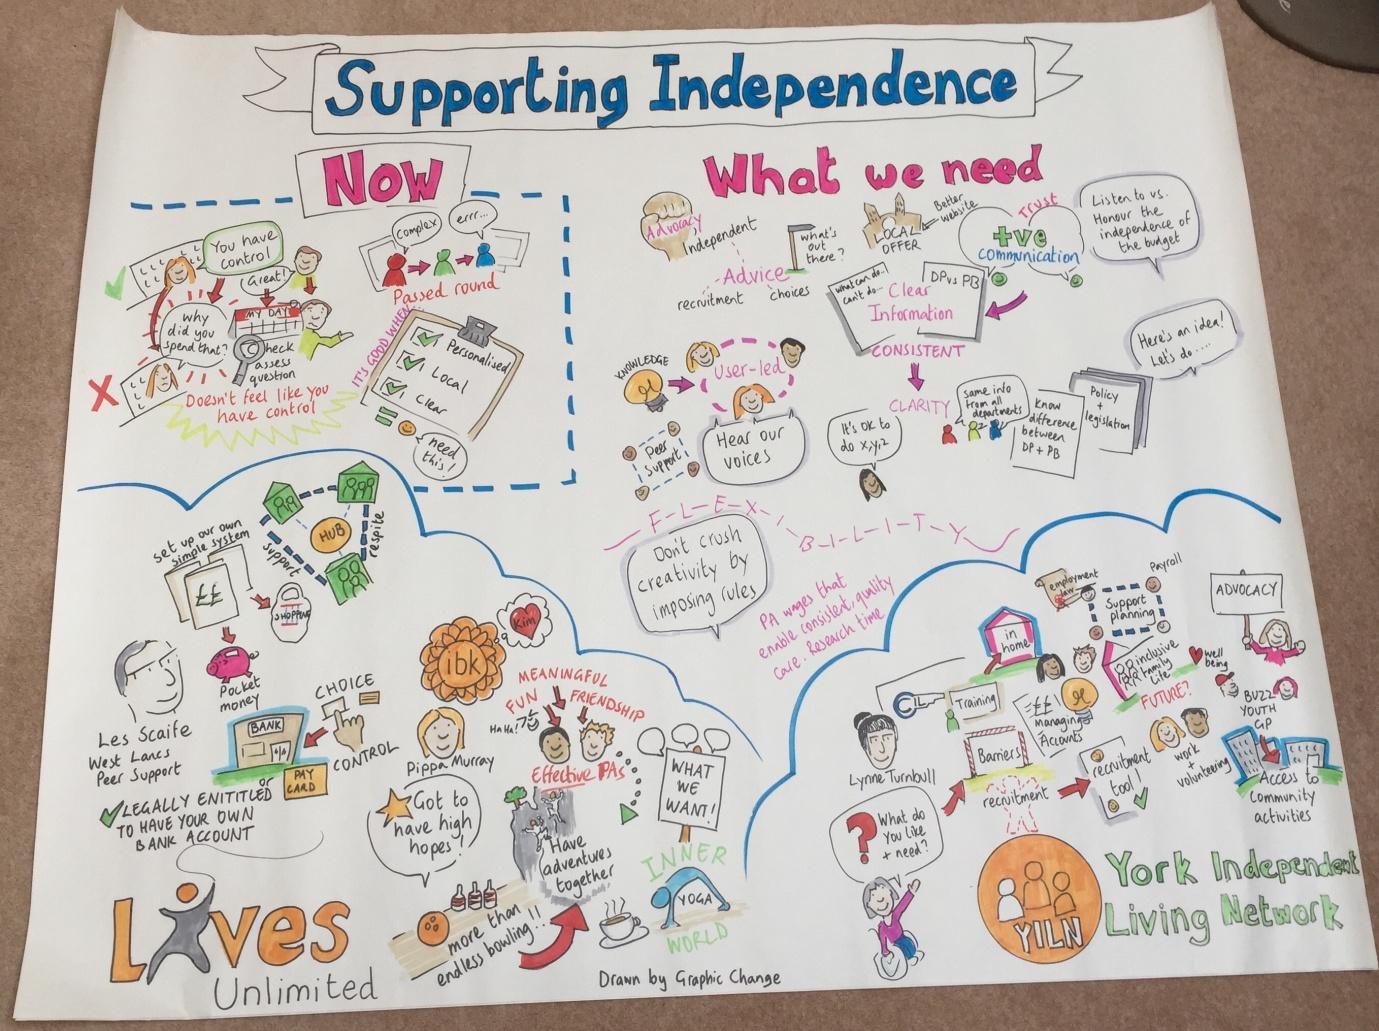 Supporting Independence
Now
You have
control
Great!
why
did you
spend that?
MY DAY
Check
assess
question
Doesn't feel like you
have control
Complex
errr...
Passed round
IT'S GOOD WHEN...
Personalised
Local
Clear
=
need
this!
What we need
Advocacy
Independent
Advice
recruitment
choices
what's
out
there?
LOCAL
OFFER
Better
website
Trust
+ve
communication
Listen to us.
Honour the
independence of
the budget
what can do..
can't do...
DP vs PB
Clear
Information
CONSISTENT
CLARITY
Here's an idea!
Let's do ....
KNOWLEDGE
User-led
Peer
Support
Hear our
voices
It's OK to
do x,y,z
same info
from all
departments
Know
difference
between
DP + PB
Policy
+
legislation
F-L-E-X-I-B-I-L-I-T-Y
Don't crush
creativity by
imposing rules
PA wages that
enable consistent, quality
care. Research time
set up our own
simple system
££
SHOPPING
HUB
support
respite
Pocket
money
Les Scaife
West Lancs
Peer Support
BANK
or
PAY
CARD
CHOICE
CONTROL
LEGALLY ENITITLED
TO HAVE YOUR OWN
BANK ACCOUNT
Lives
Unlimited
ibk
Kim
Pippa Murray
Got to
have high
hopes!
MEANINGFUL
FUN
FRIENDSHIP
HaHa!
Effective PAs
Have
adventures
together
more than
endless bowling!!
WHAT
WE
WANT!
INNER
YOGA
WORLD
Drawn by Graphic Change
Lynne Turnbull
What do
you like
+ need?
?
CIL
Training
in
home
employment
law
Support
planning
Payroll
ADVOCACY
££
Managing
Accounts
inclusive
Family
Life
FUTURE?
well
being
BUZZ
YOUTH
GP
Barriers
recruitment
recruitment
tool!
work
+
volunteering
Access to
community
activities
YILN
York Independent
Living Network